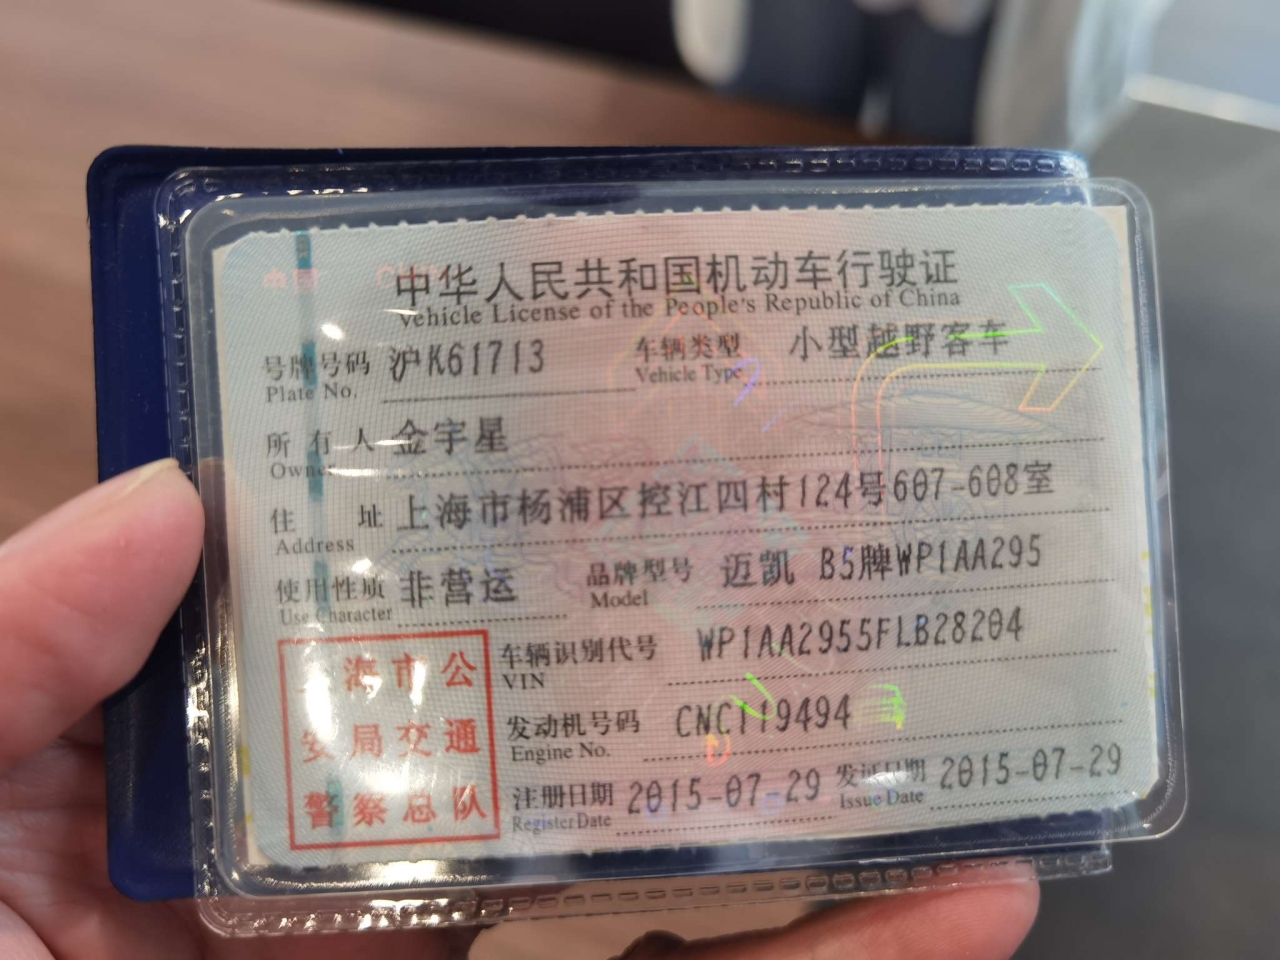 中华人民共和国机动车行驶证
Vehicle License of the People's Republic of China
号牌号码 沪K61713 车辆类型 小型越野客车
Plate No. Vehicle Type
所有人 金宇星
Owner
住址 上海市杨浦区控江四村124号607-608室
Address
使用性质 非营运 品牌型号 迈凯 B5牌WP1AA295
Use Character Model
车辆识别代号 WP1AA2955FLB28204
VIN
发动机号码 CNC119494
Engine No.
注册日期 2015-07-29 发证日期 2015-07-29
Register Date Issue Date
上海市公
安局交通
警察总队